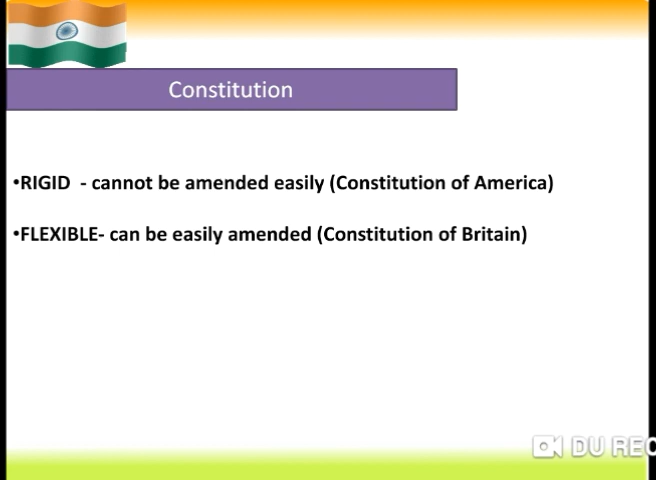 Constitution
•RIGID - cannot be amended easily (Constitution of America)
•FLEXIBLE- can be easily amended (Constitution of Britain)
DU REC